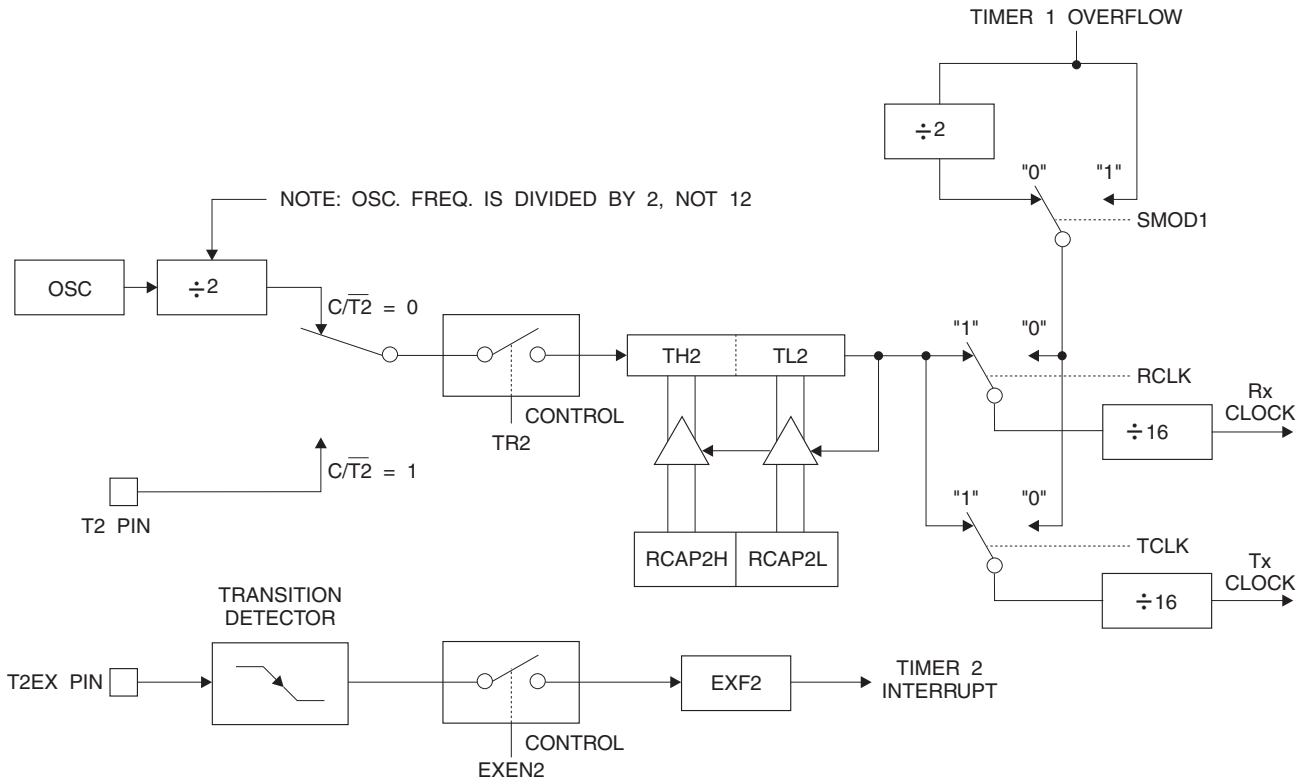 TIMER 1 OVERFLOW
÷2
"0"
"1"
SMOD1
NOTE: OSC. FREQ. IS DIVIDED BY 2, NOT 12
OSC
÷2
C/T̅2̅ = 0
TH2
TL2
"1"
"0"
RCLK
Rx
CLOCK
÷16
CONTROL
TR2
C/T̅2̅ = 1
T2 PIN
RCAP2H
RCAP2L
"1"
"0"
TCLK
Tx
CLOCK
÷16
TRANSITION
DETECTOR
T2EX PIN
EXF2
TIMER 2
INTERRUPT
CONTROL
EXEN2